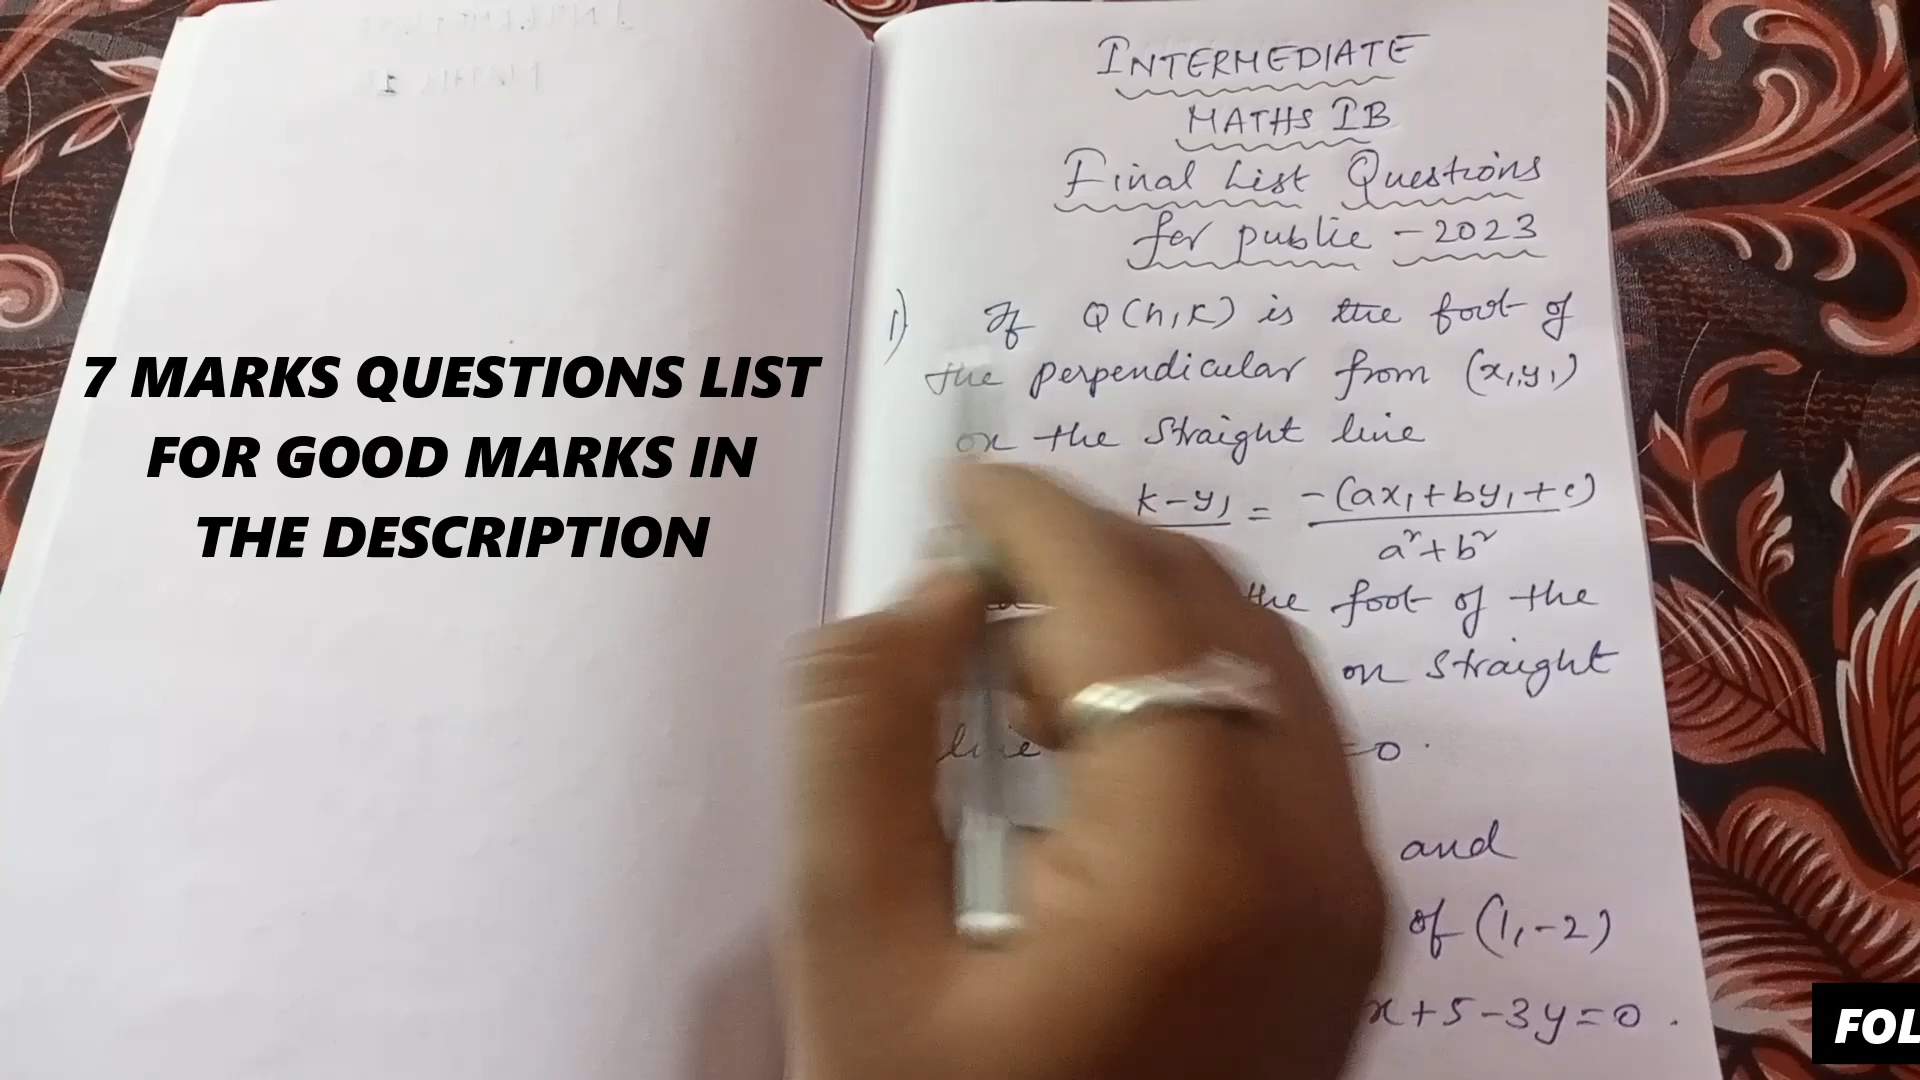 INTERMEDIATE
MATHS IB
Final List Questions
for public - 2023
1) If Q(h,k) is the foot of
the perpendicular from (x₁,y₁)
on the straight line
k-y₁ = -(ax₁+by₁+c)
a²+b²
the foot of the
on straight
line =0.
and
of (1,-2)
x+5-3y=0.
7 MARKS QUESTIONS LIST
FOR GOOD MARKS IN
THE DESCRIPTION
FOL